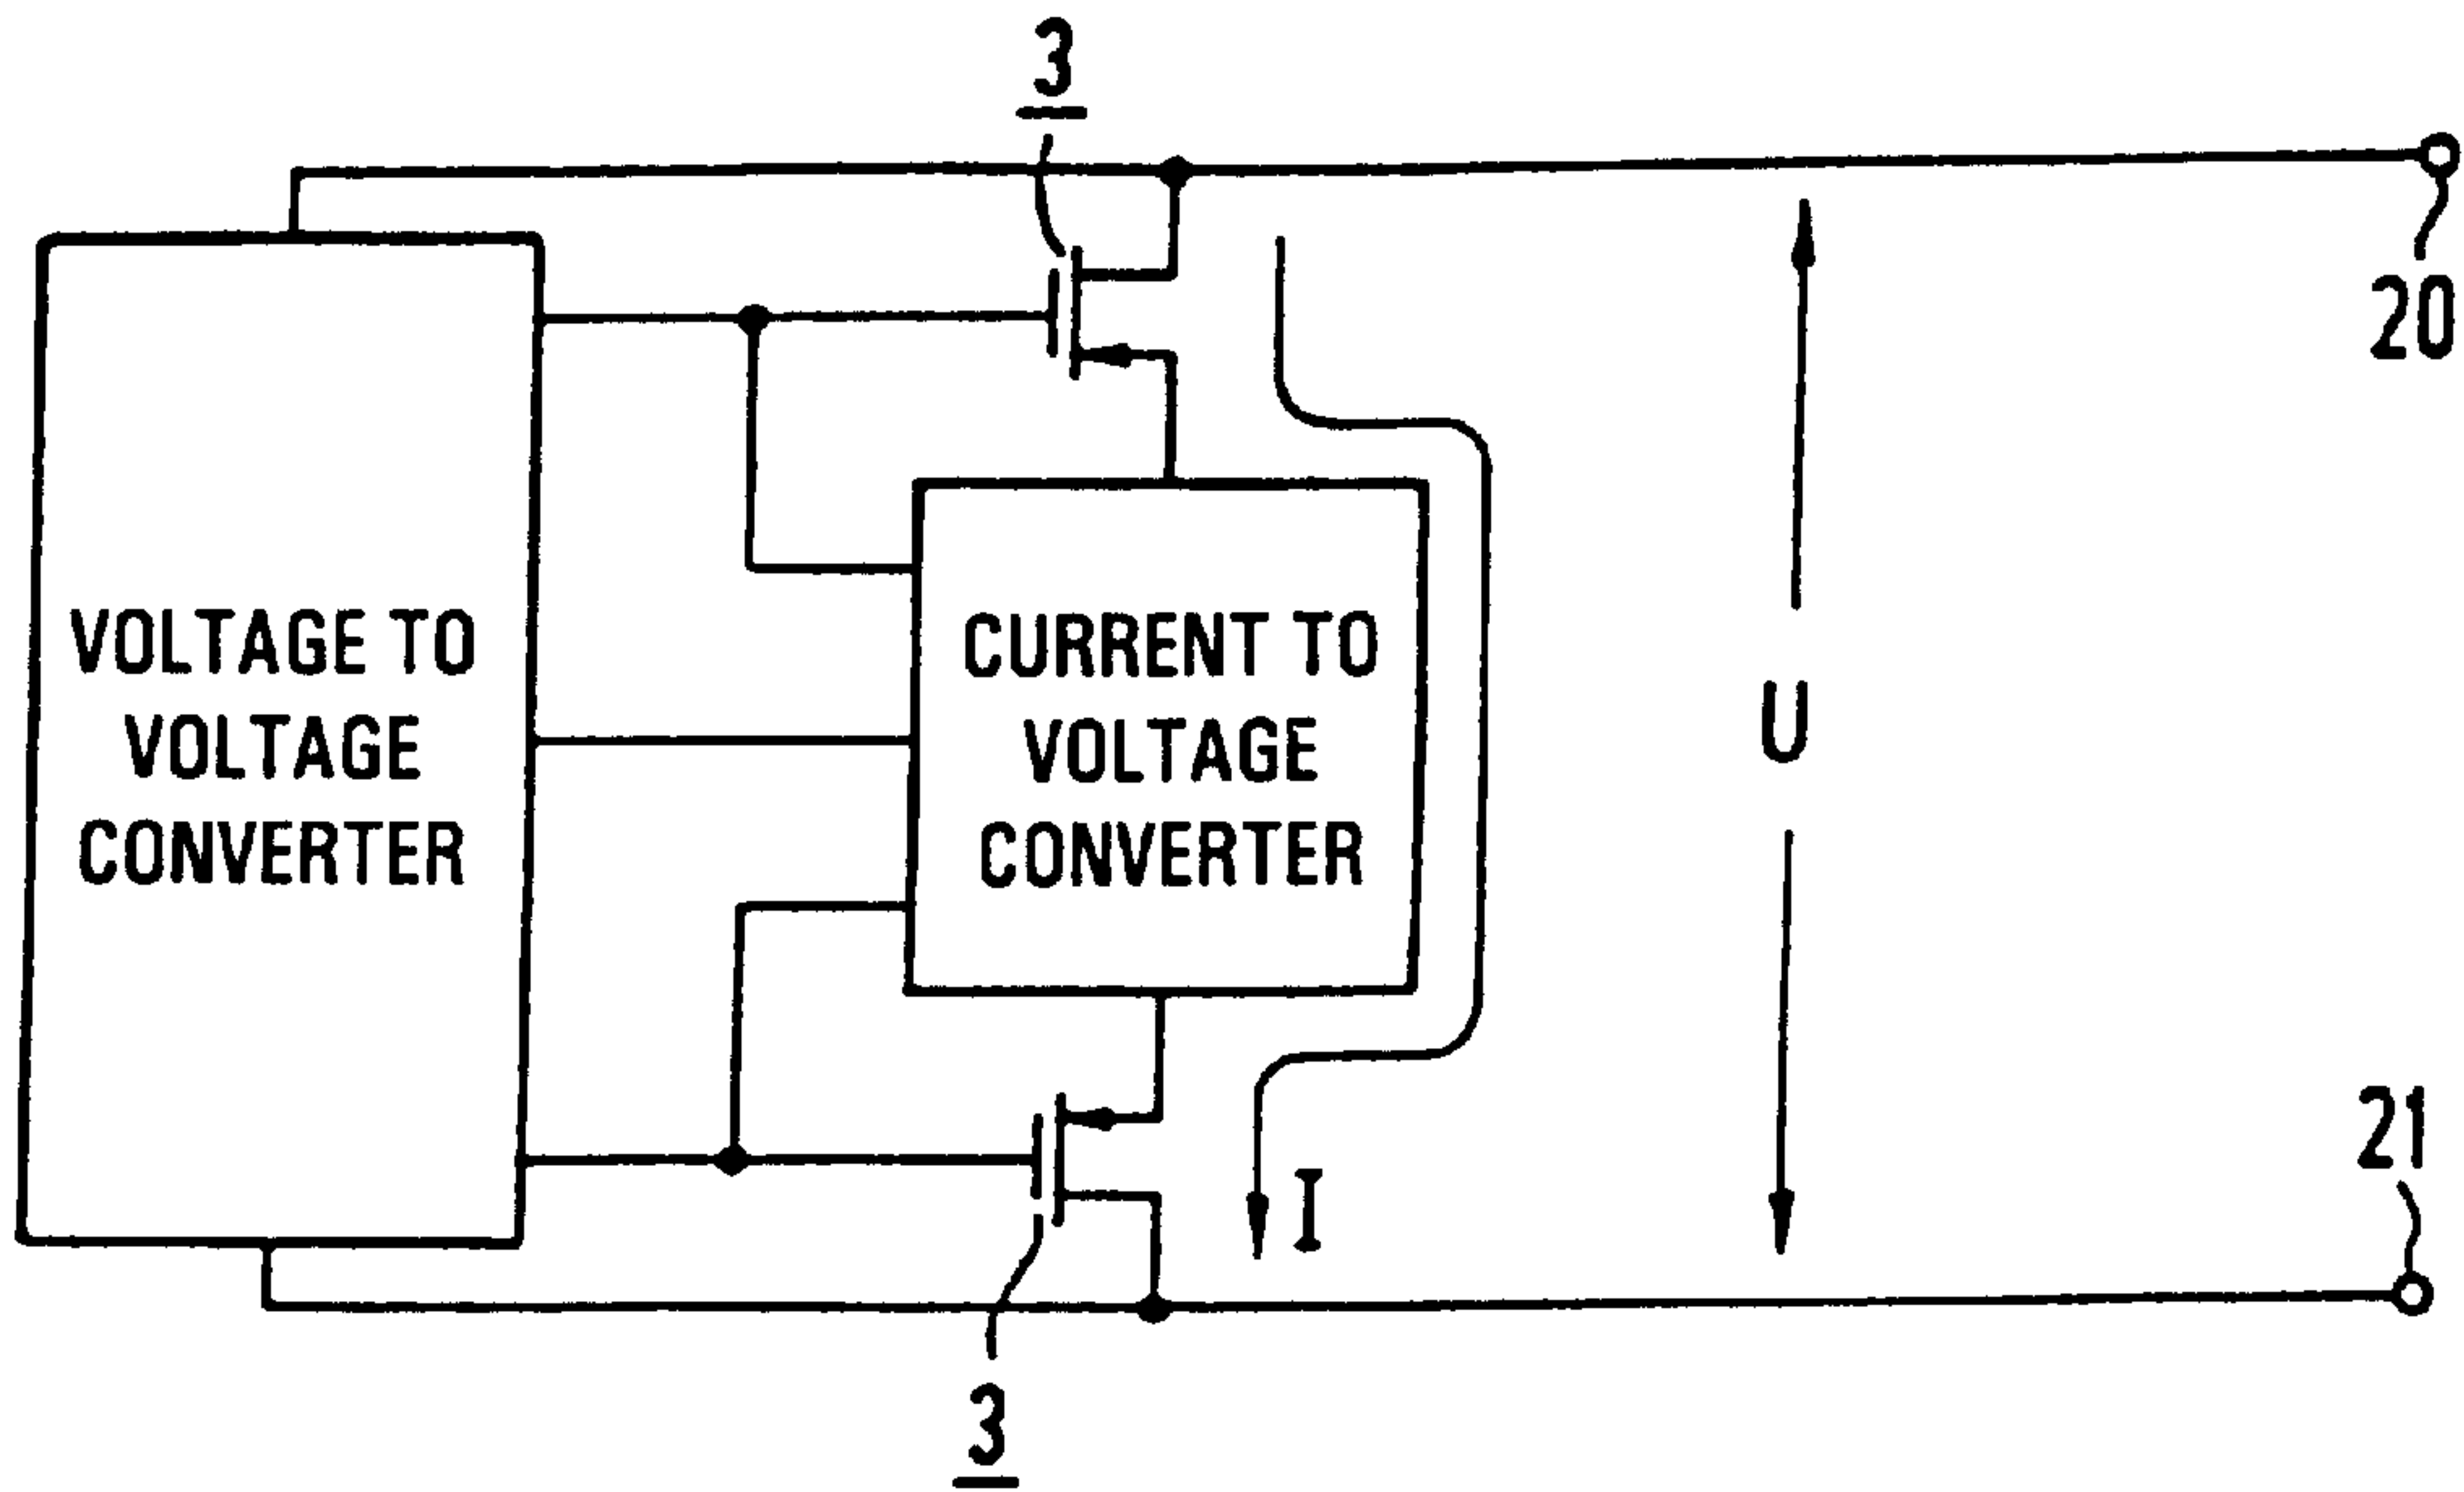 3
20
VOLTAGE TO
VOLTAGE
CONVERTER
CURRENT TO
VOLTAGE
CONVERTER
U
21
I
3